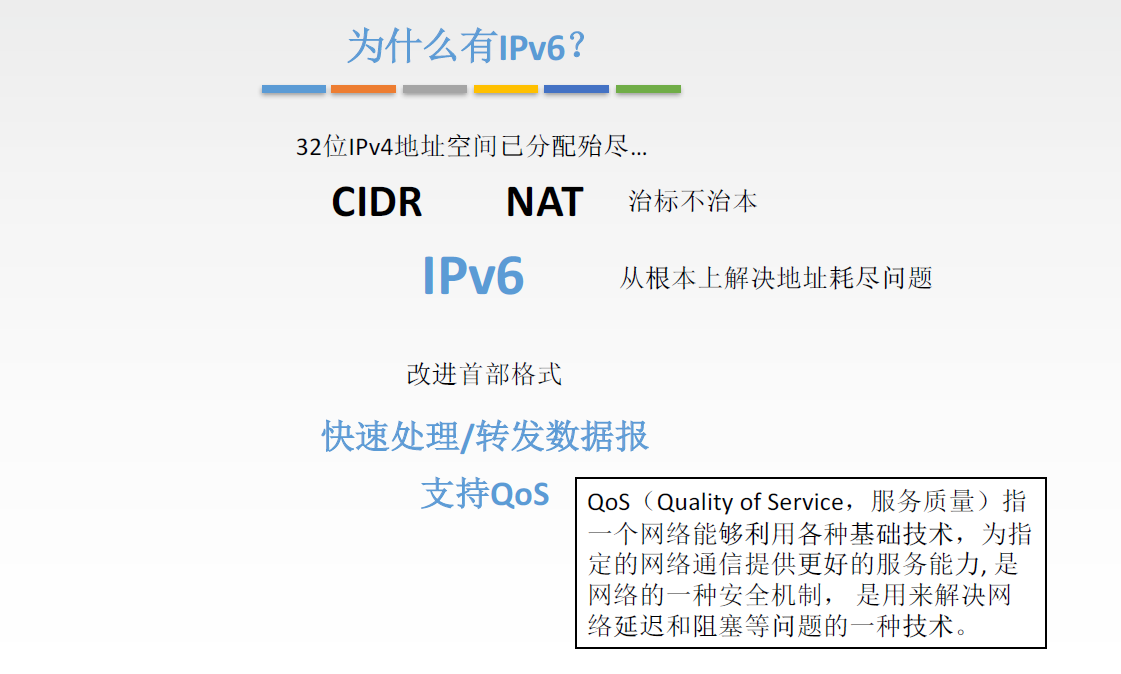 为什么有IPv6？
32位IPv4地址空间已分配殆尽…
CIDR NAT 治标不治本
IPv6 从根本上解决地址耗尽问题
改进首部格式
快速处理/转发数据报
支持QoS
QoS（Quality of Service，服务质量）指
一个网络能够利用各种基础技术，为指
定的网络通信提供更好的服务能力, 是
网络的一种安全机制， 是用来解决网
络延迟和阻塞等问题的一种技术。